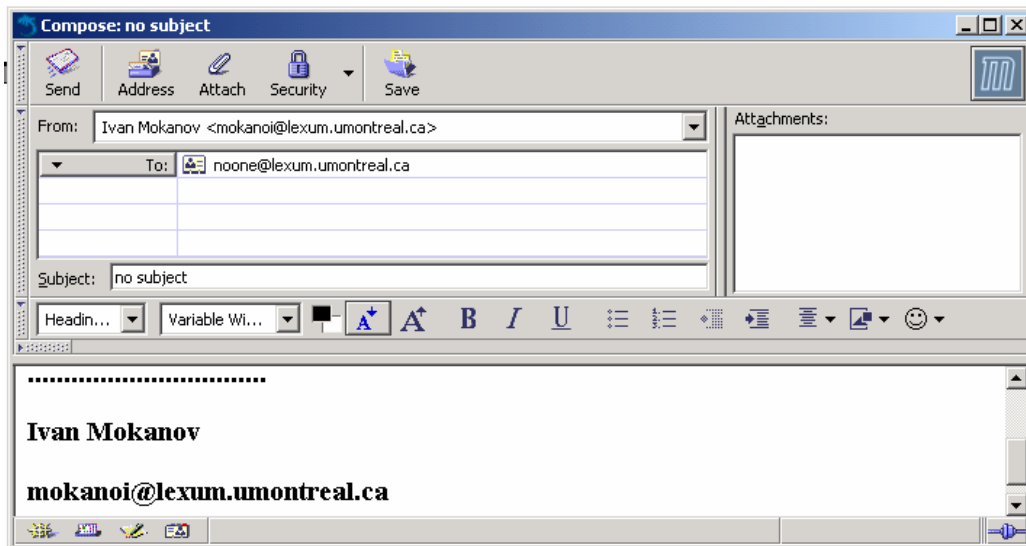 Compose: no subject
Send Address Attach Security Save
From: Ivan Mokanov <mokanoi@lexum.umontreal.ca>
Attachments:
To: noone@lexum.umontreal.ca
Subject: no subject
Headin... Variable Wi... A A B I U
.................................
Ivan Mokanov
mokanoi@lexum.umontreal.ca